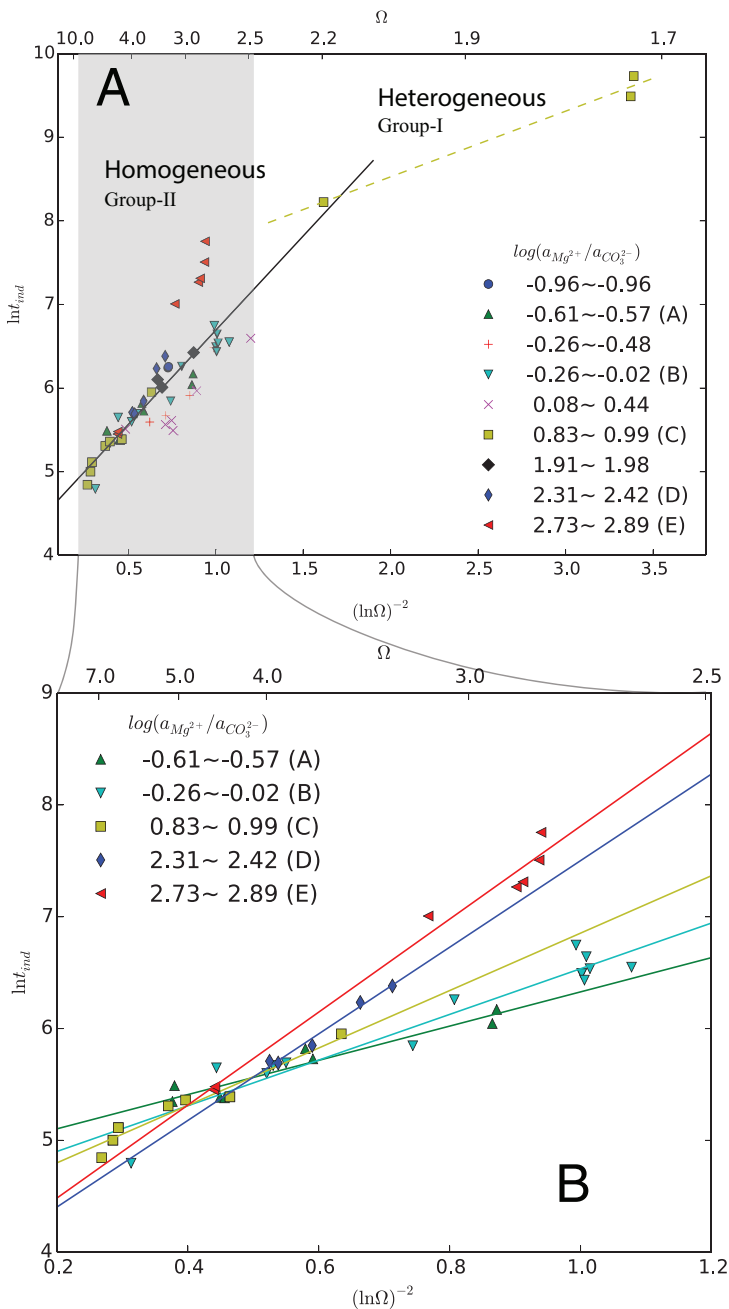 Ω
10.0 4.0 3.0 2.5 2.2 1.9 1.7
10
A
Heterogeneous
Group-I
9
Homogeneous
Group-II
8
log(a_{Mg^{2+}}/a_{CO_3^{2-}})
-0.96~-0.96
7
-0.61~-0.57 (A)
lnt_{ind}
-0.26~-0.48
-0.26~-0.02 (B)
6
0.08~ 0.44
0.83~ 0.99 (C)
5
1.91~ 1.98
2.31~ 2.42 (D)
2.73~ 2.89 (E)
4
0.5 1.0 1.5 2.0 2.5 3.0 3.5
(lnΩ)^{-2}
Ω
7.0 5.0 4.0 3.0 2.5
9
log(a_{Mg^{2+}}/a_{CO_3^{2-}})
-0.61~-0.57 (A)
-0.26~-0.02 (B)
8
0.83~ 0.99 (C)
2.31~ 2.42 (D)
2.73~ 2.89 (E)
7
lnt_{ind}
6
5
B
4
0.2 0.4 0.6 0.8 1.0 1.2
(lnΩ)^{-2}